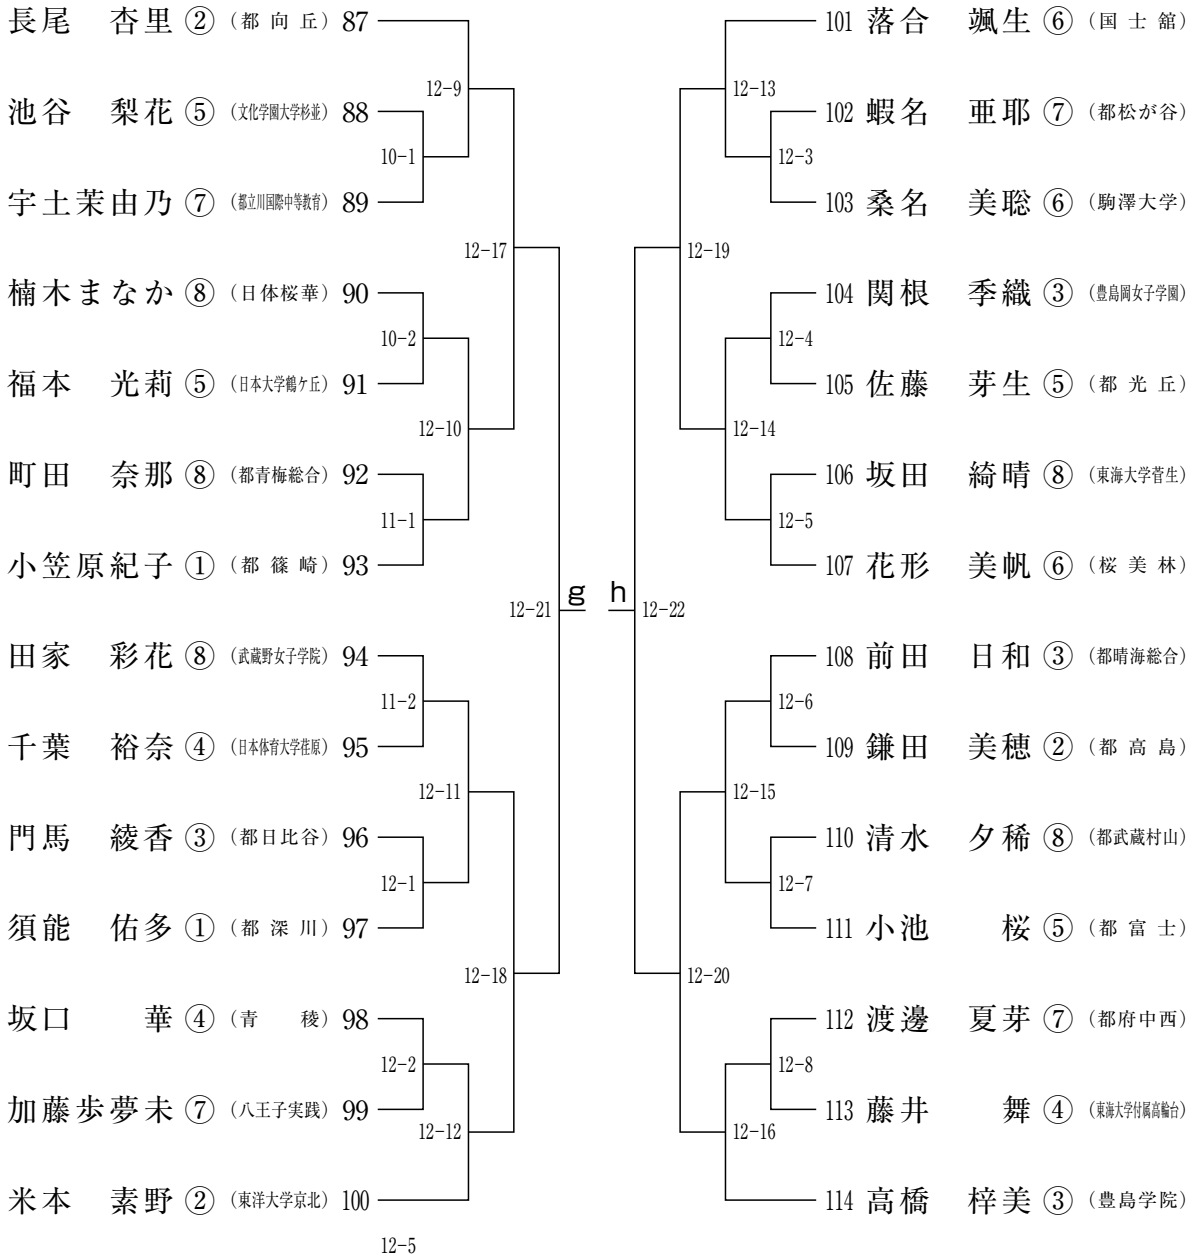 長尾 杏里 ② (都向丘) 87
12-9
池谷 梨花 ⑤ (文化学園大学杉並) 88
10-1
宇土茉由乃 ⑦ (都立川国際中等教育) 89
12-17
楠木まなか ⑧ (日体桜華) 90
10-2
福本 光莉 ⑤ (日本大学鶴ケ丘) 91
12-10
町田 奈那 ⑧ (都青梅総合) 92
11-1
小笠原紀子 ① (都篠崎) 93
12-21 g
田家 彩花 ⑧ (武蔵野女子学院) 94
11-2
千葉 裕奈 ④ (日本体育大学荏原) 95
12-11
門馬 綾香 ③ (都日比谷) 96
12-1
須能 佑多 ① (都深川) 97
12-18
坂口 華 ④ (青稜) 98
12-2
加藤歩夢未 ⑦ (八王子実践) 99
12-12
米本 素野 ② (東洋大学京北) 100
12-5
101 落合 颯生 ⑥ (国士舘)
12-13
102 蝦名 亜耶 ⑦ (都松が谷)
12-3
103 桑名 美聡 ⑥ (駒澤大学)
12-19
104 関根 季織 ③ (豊島岡女子学園)
12-4
105 佐藤 芽生 ⑤ (都光丘)
12-14
106 坂田 綺晴 ⑧ (東海大学菅生)
12-5
107 花形 美帆 ⑥ (桜美林)
h 12-22
108 前田 日和 ③ (都晴海総合)
12-6
109 鎌田 美穂 ② (都高島)
12-15
110 清水 夕稀 ⑧ (都武蔵村山)
12-7
111 小池 桜 ⑤ (都富士)
12-20
112 渡邊 夏芽 ⑦ (都府中西)
12-8
113 藤井 舞 ④ (東海大学付属高輪台)
12-16
114 高橋 梓美 ③ (豊島学院)